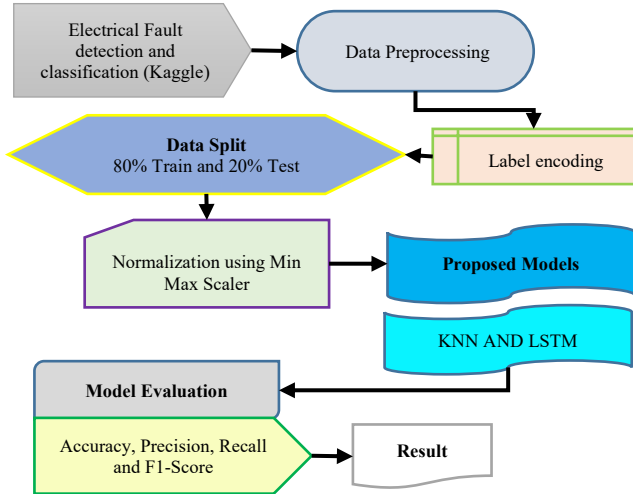 Electrical Fault
detection and
classification (Kaggle)
Data Preprocessing
Label encoding
Data Split
80% Train and 20% Test
Normalization using Min
Max Scaler
Proposed Models
KNN AND LSTM
Model Evaluation
Accuracy, Precision, Recall
and F1-Score
Result